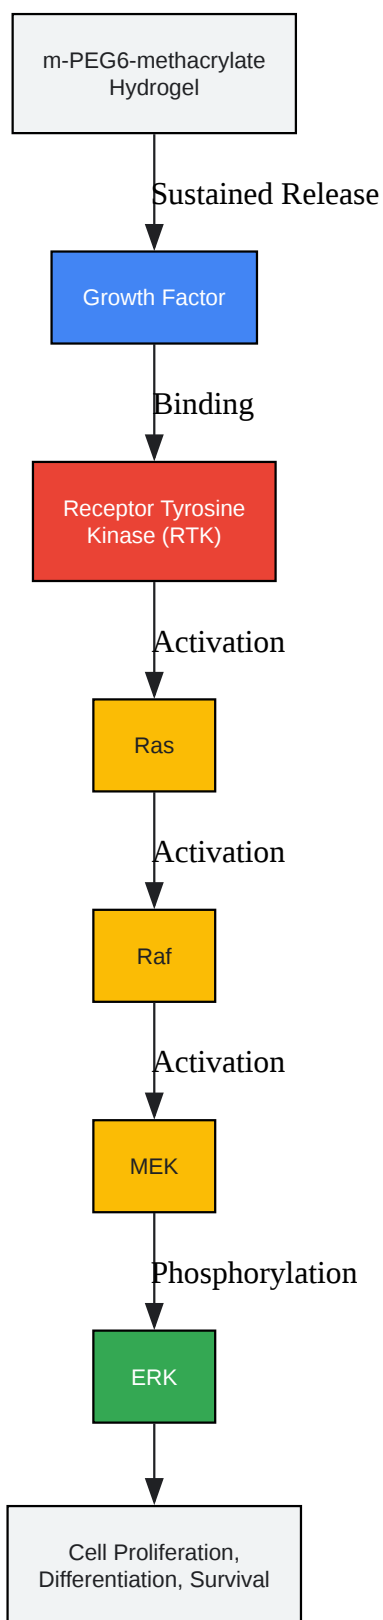 m-PEG6-methacrylate
Hydrogel
Sustained Release
Growth Factor
Binding
Receptor Tyrosine
Kinase (RTK)
Activation
Ras
Activation
Raf
Activation
MEK
Phosphorylation
ERK
Cell Proliferation,
Differentiation, Survival